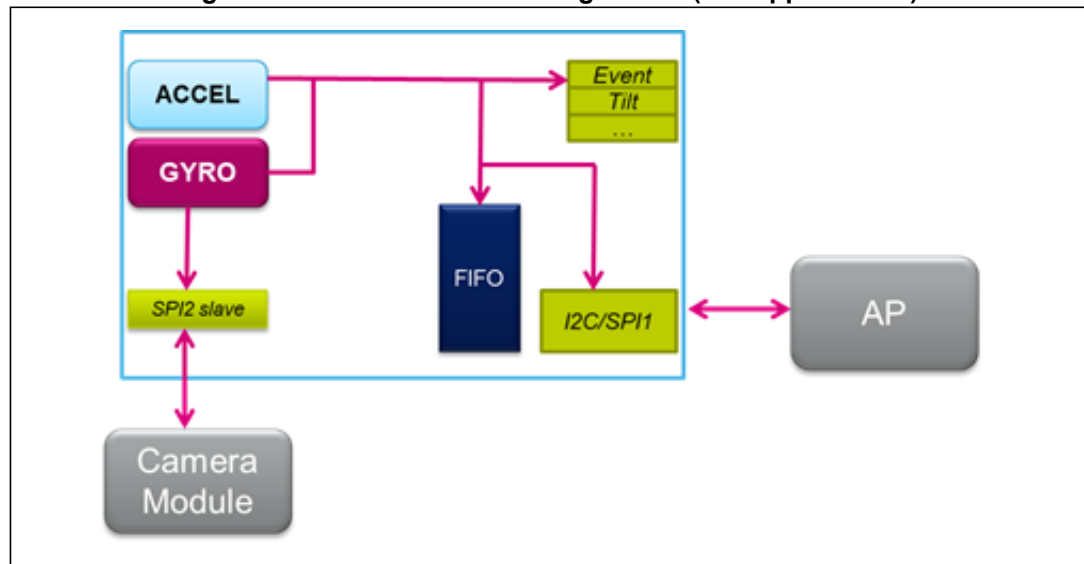 ACCEL
GYRO
SPI2 slave
Event
Tilt
...
FIFO
I2C/SPI1
AP
Camera
Module